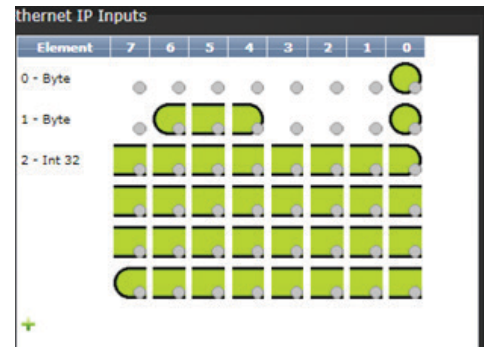 thernet IP Inputs
Element 7 6 5 4 3 2 1 0
0 - Byte
1 - Byte
2 - Int 32